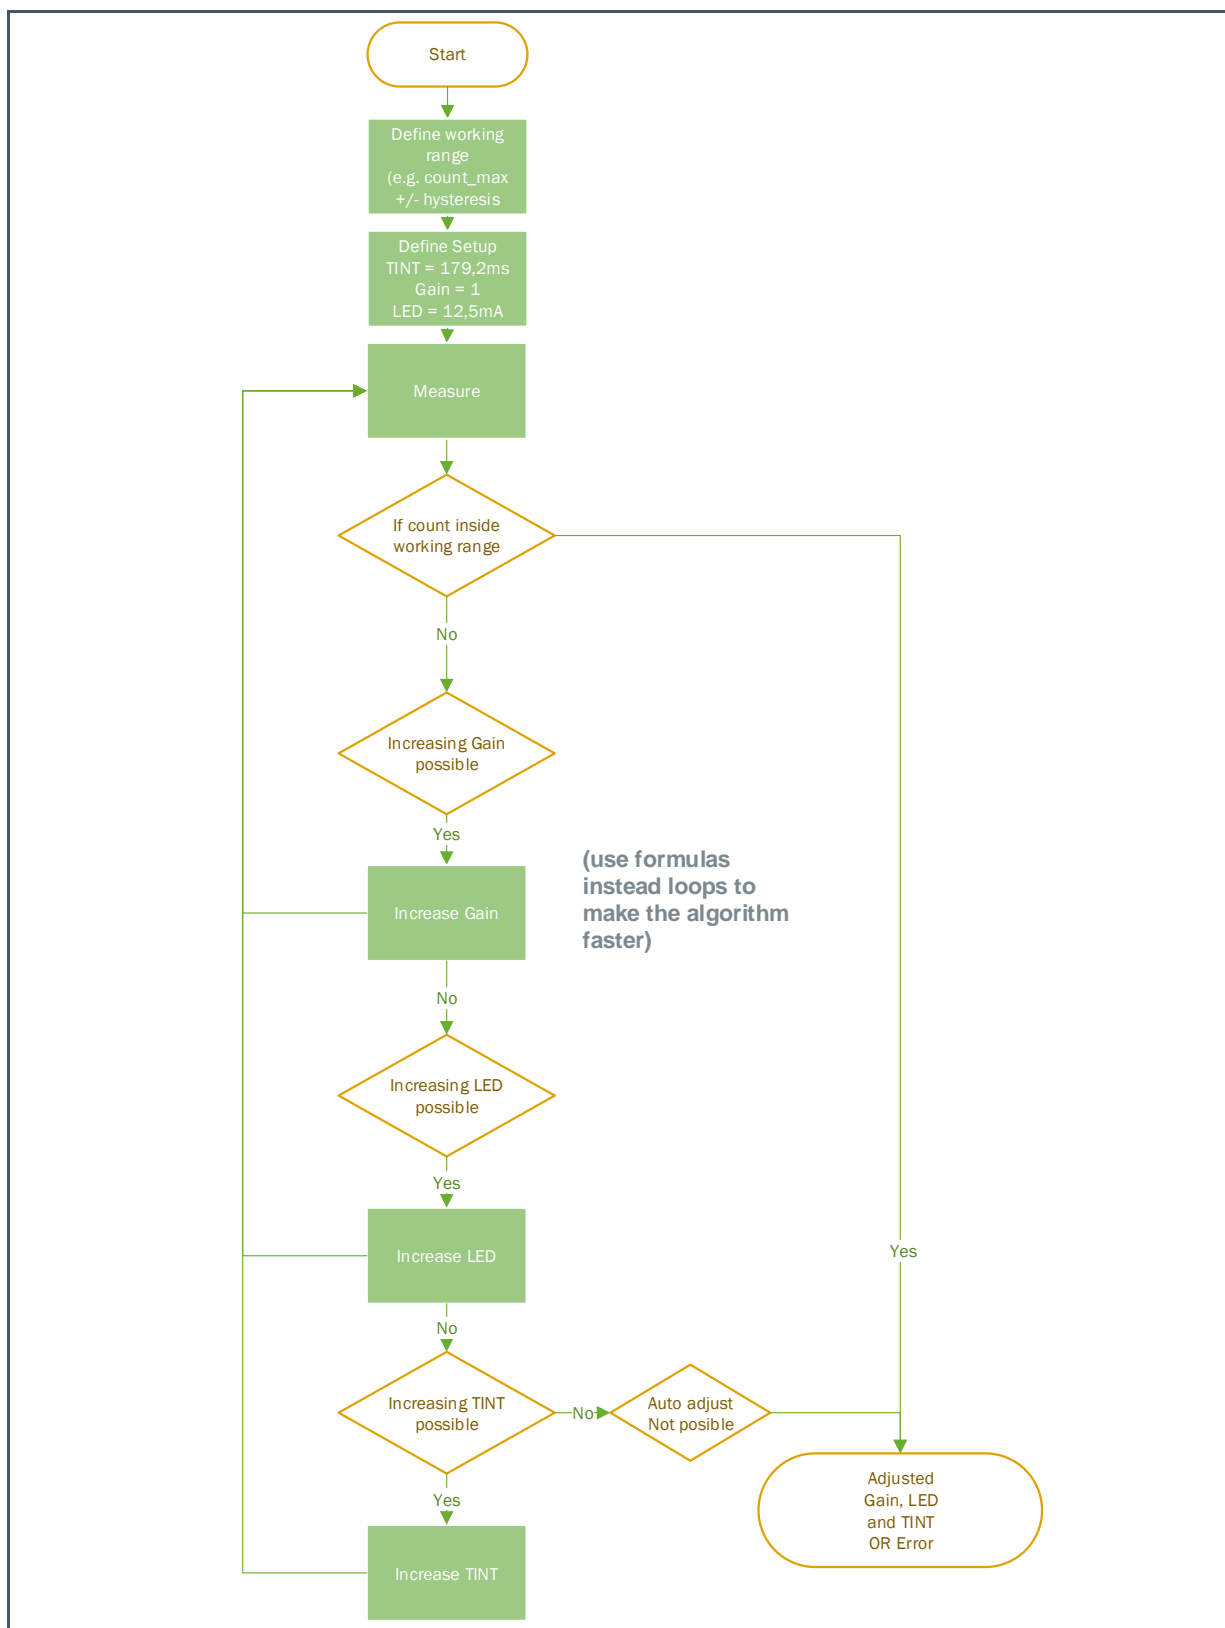 Start
Define working
range
(e.g. count_max
+/- hysteresis
Define Setup
TINT = 179,2ms
Gain = 1
LED = 12,5mA
Measure
If count inside
working range
No
Increasing Gain
possible
Yes
Increase Gain
(use formulas
instead loops to
make the algorithm
faster)
No
Increasing LED
possible
Yes
Increase LED
Yes
No
Increasing TINT
possible
No
Auto adjust
Not posible
Yes
Adjusted
Gain, LED
and TINT
OR Error
Increase TINT